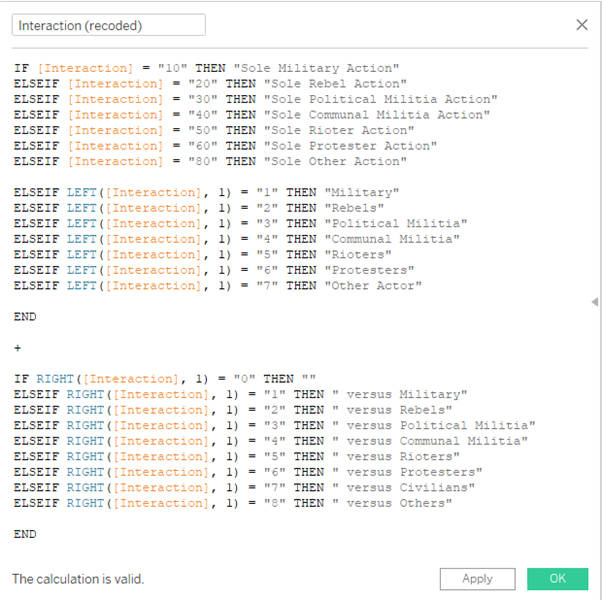 Interaction (recoded)
IF [Interaction] = "10" THEN "Sole Military Action"
ELSEIF [Interaction] = "20" THEN "Sole Rebel Action"
ELSEIF [Interaction] = "30" THEN "Sole Political Militia Action"
ELSEIF [Interaction] = "40" THEN "Sole Communal Militia Action"
ELSEIF [Interaction] = "50" THEN "Sole Rioter Action"
ELSEIF [Interaction] = "60" THEN "Sole Protester Action"
ELSEIF [Interaction] = "80" THEN "Sole Other Action"
ELSEIF LEFT([Interaction], 1) = "1" THEN "Military"
ELSEIF LEFT([Interaction], 1) = "2" THEN "Rebels"
ELSEIF LEFT([Interaction], 1) = "3" THEN "Political Militia"
ELSEIF LEFT([Interaction], 1) = "4" THEN "Communal Militia"
ELSEIF LEFT([Interaction], 1) = "5" THEN "Rioters"
ELSEIF LEFT([Interaction], 1) = "6" THEN "Protesters"
ELSEIF LEFT([Interaction], 1) = "7" THEN "Other Actor"
END
+
IF RIGHT([Interaction], 1) = "0" THEN ""
ELSEIF RIGHT([Interaction], 1) = "1" THEN " versus Military"
ELSEIF RIGHT([Interaction], 1) = "2" THEN " versus Rebels"
ELSEIF RIGHT([Interaction], 1) = "3" THEN " versus Political Militia"
ELSEIF RIGHT([Interaction], 1) = "4" THEN " versus Communal Militia"
ELSEIF RIGHT([Interaction], 1) = "5" THEN " versus Rioters"
ELSEIF RIGHT([Interaction], 1) = "6" THEN " versus Protesters"
ELSEIF RIGHT([Interaction], 1) = "7" THEN " versus Civilians"
ELSEIF RIGHT([Interaction], 1) = "8" THEN " versus Others"
END
The calculation is valid.
Apply
OK